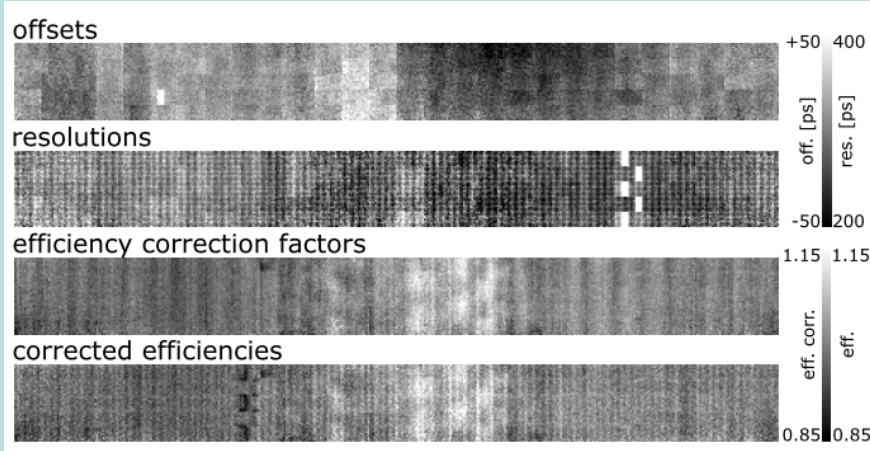 offsets
+50 400
off. [ps]
res. [ps]
-50 200
resolutions
efficiency correction factors
1.15 1.15
eff. corr.
eff.
0.85 0.85
corrected efficiencies